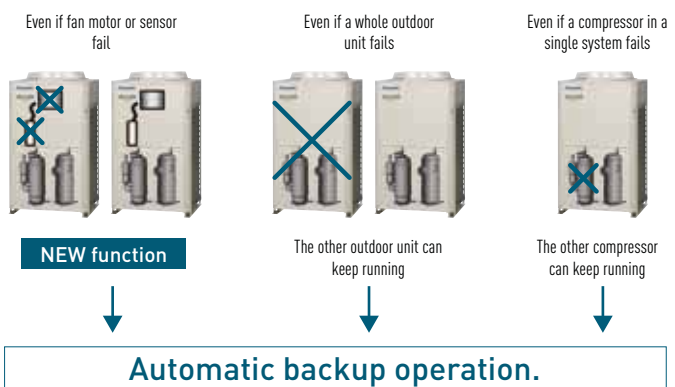 Even if fan motor or sensor
fail
Even if a whole outdoor
unit fails
Even if a compressor in a
single system fails
NEW function
The other outdoor unit can
keep running
The other compressor
can keep running
Automatic backup operation.